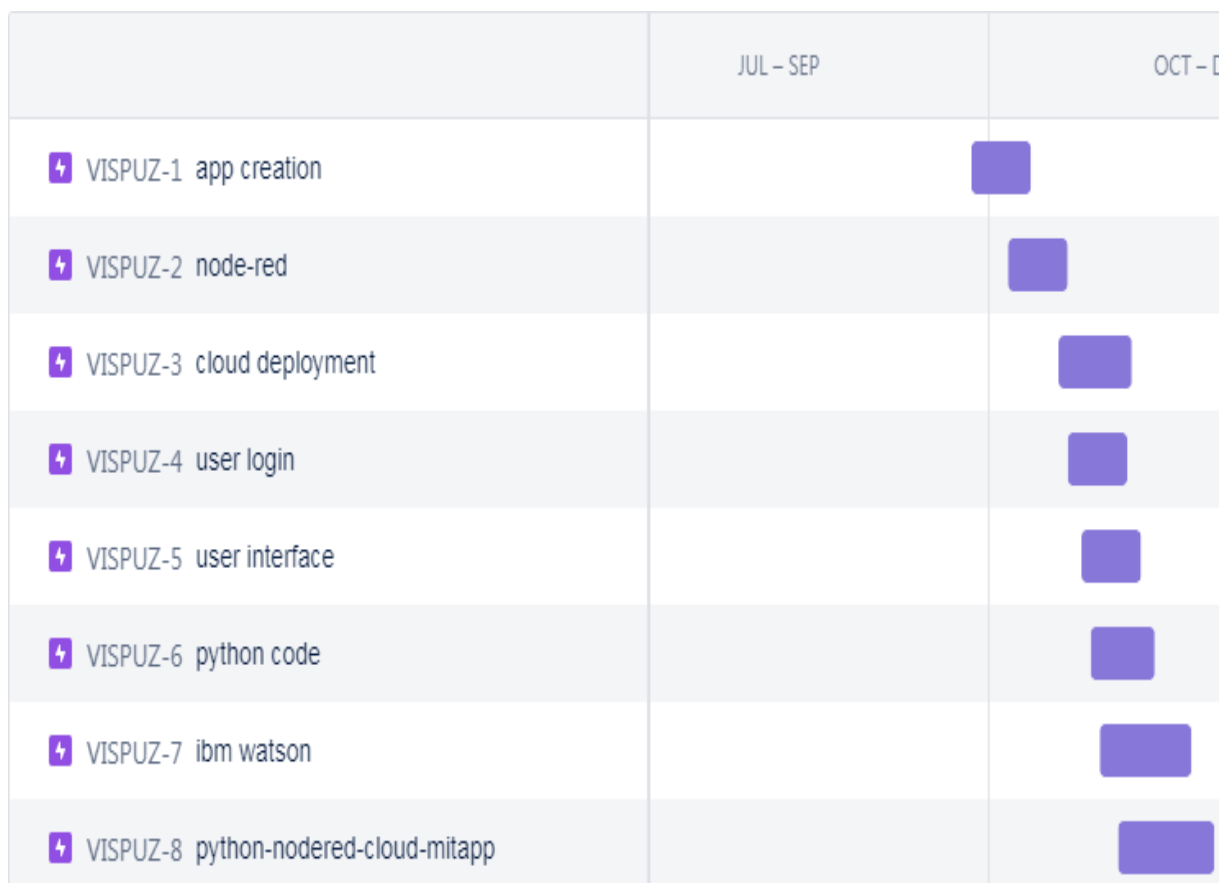 JUL – SEP
OCT – D
VISPUZ-1 app creation
VISPUZ-2 node-red
VISPUZ-3 cloud deployment
VISPUZ-4 user login
VISPUZ-5 user interface
VISPUZ-6 python code
VISPUZ-7 ibm watson
VISPUZ-8 python-nodered-cloud-mitapp